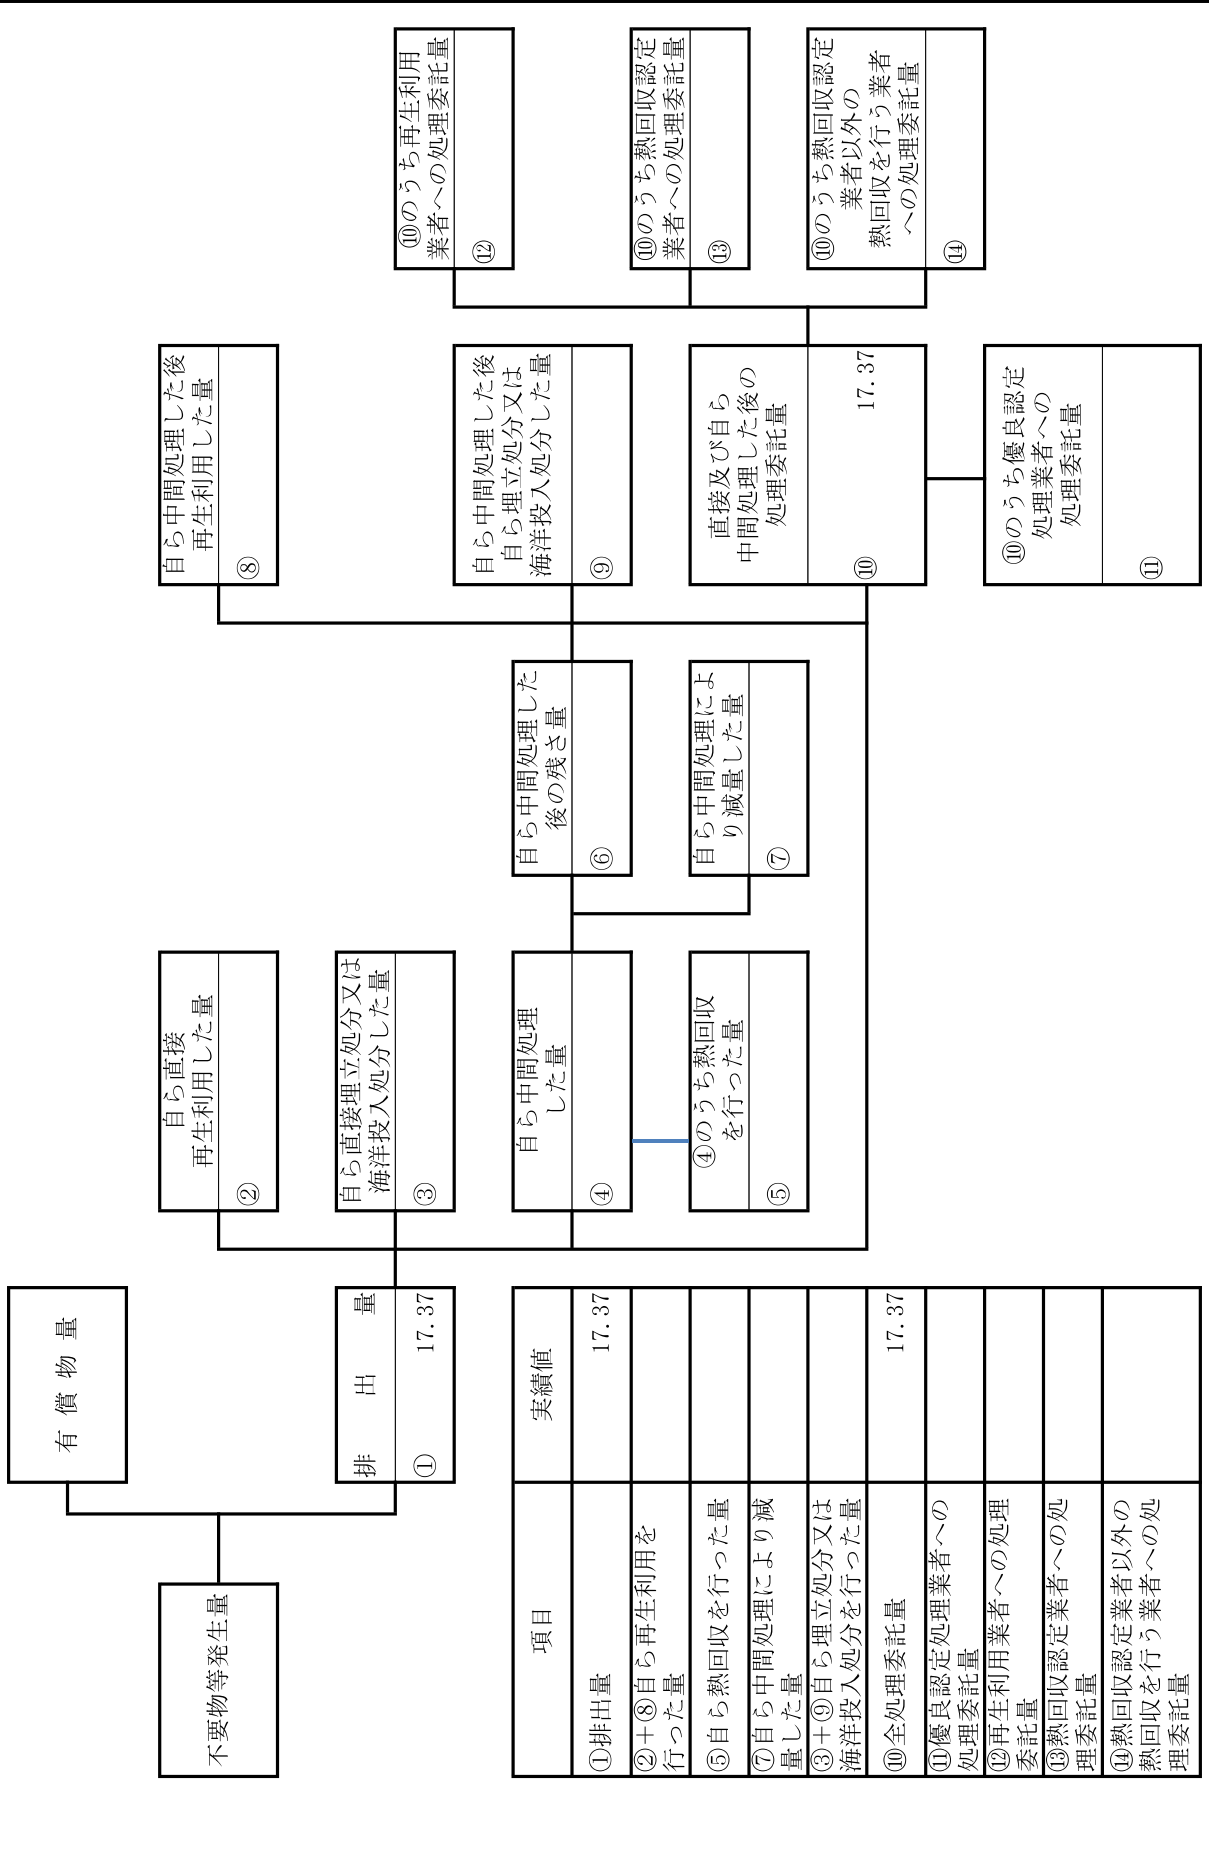 不要物等発生量
有償物量
排出量
① 17.37
自ら直接
再生利用した量
②
自ら直接埋立処分又は
海洋投入処分した量
③
自ら中間処理
した量
④
④のうち熱回収
を行った量
⑤
自ら中間処理した
後の残さ量
⑥
自ら中間処理によ
り減量した量
⑦
自ら中間処理した後
再生利用した量
⑧
自ら中間処理した後
自ら埋立処分又は
海洋投入処分した量
⑨
直接及び自ら
中間処理した後の
処理委託量
⑩ 17.37
⑩のうち優良認定
処理業者への
処理委託量
⑪
⑩のうち再生利用
業者への処理委託量
⑫
⑩のうち熱回収認定
業者への処理委託量
⑬
⑩のうち熱回収認定
業者以外の
熱回収を行う業者
への処理委託量
⑭
項目 実績値
①排出量 17.37
②＋⑧自ら再生利用を
行った量
⑤自ら熱回収を行った量
⑦自ら中間処理により減
量した量
③＋⑨自ら埋立処分又は
海洋投入処分を行った量
⑩全処理委託量 17.37
⑪優良認定処理業者への
処理委託量
⑫再生利用業者への処理
委託量
⑬熱回収認定業者への処
理委託量
⑭熱回収認定業者以外の
熱回収を行う業者への処
理委託量